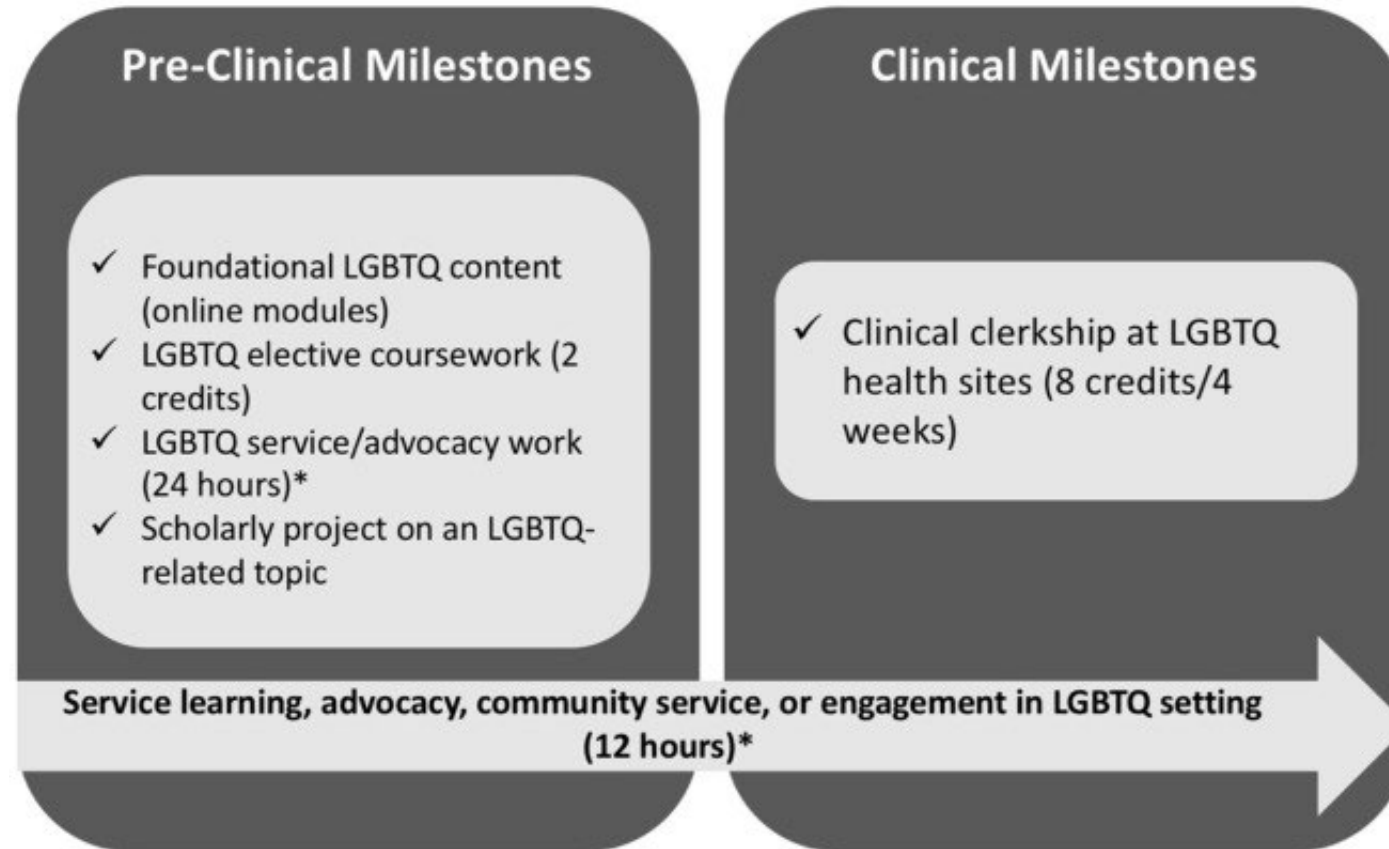 Pre-Clinical Milestones
✓ Foundational LGBTQ content
(online modules)
✓ LGBTQ elective coursework (2
credits)
✓ LGBTQ service/advocacy work
(24 hours)*
✓ Scholarly project on an LGBTQ-
related topic
Clinical Milestones
✓ Clinical clerkship at LGBTQ
health sites (8 credits/4
weeks)
Service learning, advocacy, community service, or engagement in LGBTQ setting
(12 hours)*